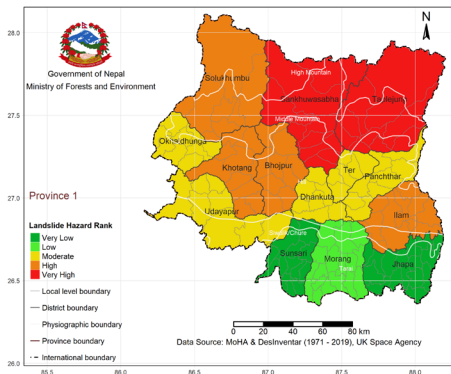 28.0
27.5
27.0
26.5
26.0
85.5
86.0
86.5
87.0
87.5
88.0
N
Government of Nepal
Ministry of Forests and Environment
Solukhumbu
High Mountain
Sankhuwasabha
Taplejung
Middle Mountain
Okhaldhunga
Khotang
Bhojpur
Ter
Panchthar
Dhankuta
Udayapur
Ilam
Siwalik/Chure
Sunsari
Morang
Terai
Jhapa
Province 1
Landslide Hazard Rank
Very Low
Low
Moderate
High
Very High
Local level boundary
District boundary
Physiographic boundary
Province boundary
International boundary
0 20 40 60 80 km
Data Source: MoHA & DesInventar (1971 - 2019), UK Space Agency